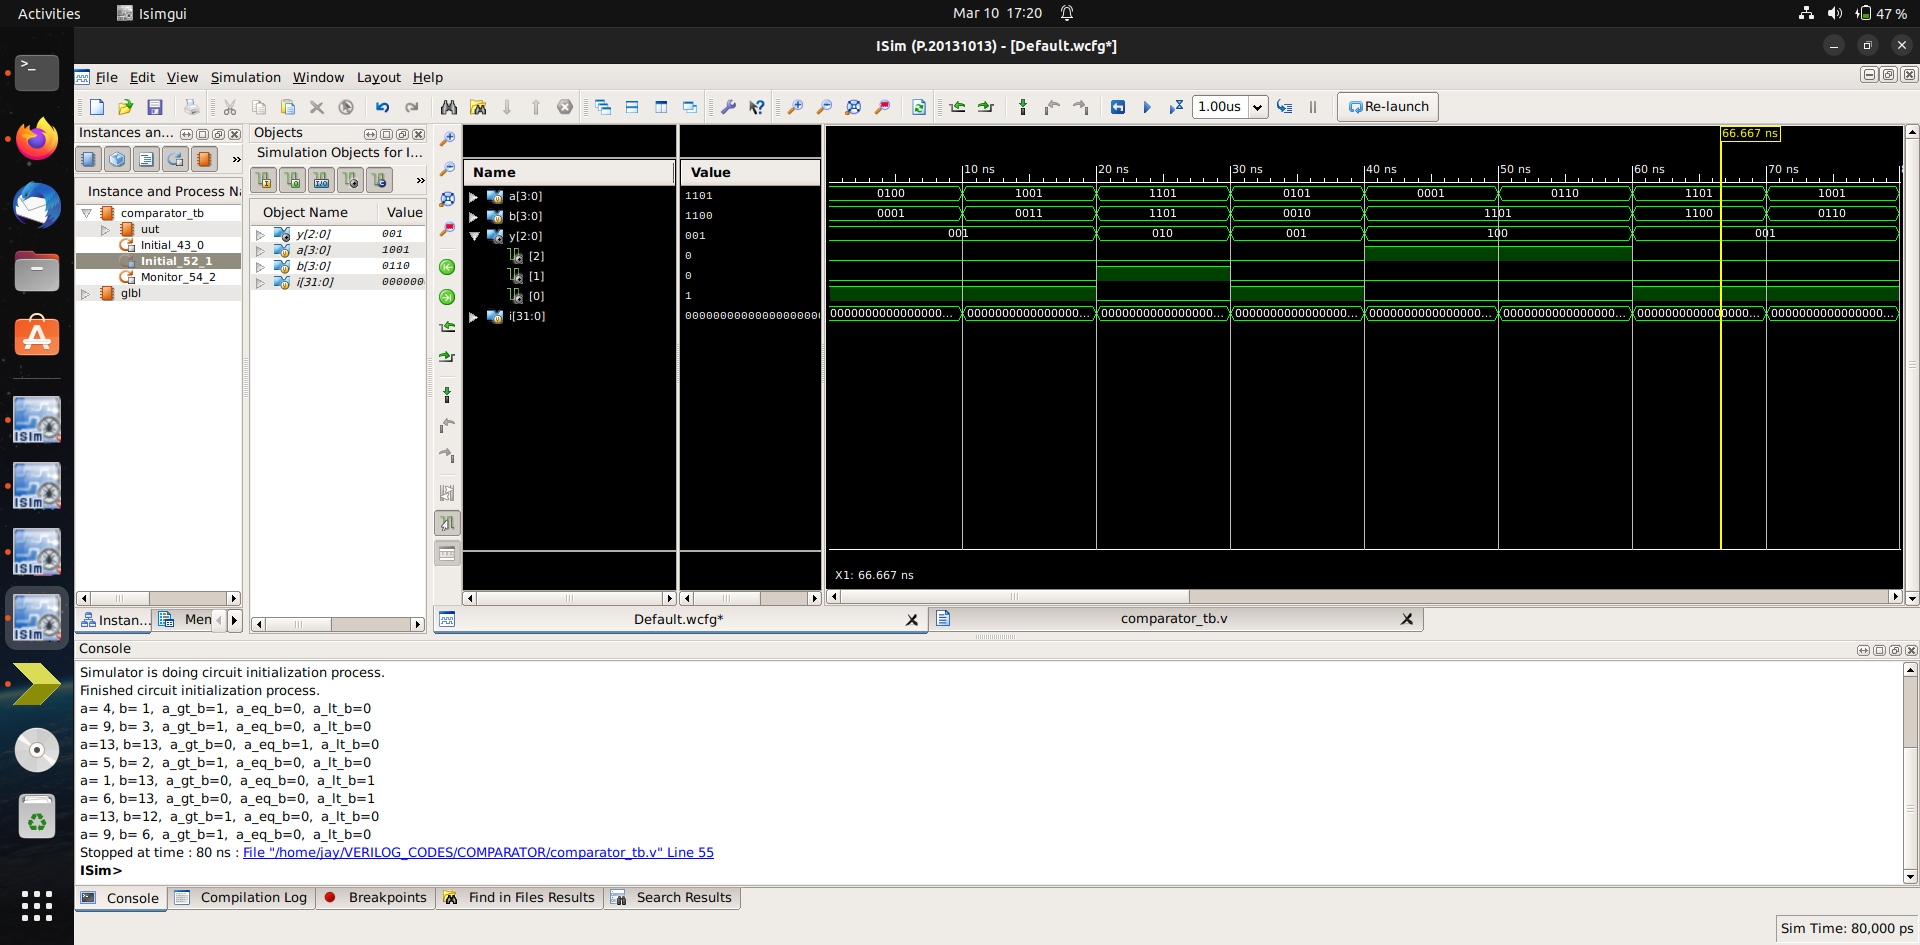 Activities
Isimgui
Mar 10 17:20
47 %
ISim (P.20131013) - [Default.wcfg*]
File Edit View Simulation Window Layout Help
1.00us
Re-launch
Instances an...
»
Instance and Process Na
comparator_tb
uut
Initial_43_0
Initial_52_1
Monitor_54_2
glbl
Instan...
Men
Objects
Simulation Objects for I...
»
Object Name Value
y[2:0] 001
a[3:0] 1001
b[3:0] 0110
i[31:0] 000000
Name Value
a[3:0] 1101
b[3:0] 1100
y[2:0] 001
[2] 0
[1] 0
[0] 1
i[31:0] 00000000000000000000
66.667 ns
10 ns 20 ns 30 ns 40 ns 50 ns 60 ns 70 ns
0100 1001 1101 0101 0001 0110 1101 1001
0001 0011 1101 0010 1101 1100 0110
001 010 001 100 001
0000000000000000... 0000000000000000... 0000000000000000... 0000000000000000... 0000000000000000... 0000000000000000... 0000000000000000... 0000000000000000...
X1: 66.667 ns
Default.wcfg*
comparator_tb.v
Console
Simulator is doing circuit initialization process.
Finished circuit initialization process.
a= 4, b= 1, a_gt_b=1, a_eq_b=0, a_lt_b=0
a= 9, b= 3, a_gt_b=1, a_eq_b=0, a_lt_b=0
a=13, b=13, a_gt_b=0, a_eq_b=1, a_lt_b=0
a= 5, b= 2, a_gt_b=1, a_eq_b=0, a_lt_b=0
a= 1, b=13, a_gt_b=0, a_eq_b=0, a_lt_b=1
a= 6, b=13, a_gt_b=0, a_eq_b=0, a_lt_b=1
a=13, b=12, a_gt_b=1, a_eq_b=0, a_lt_b=0
a= 9, b= 6, a_gt_b=1, a_eq_b=0, a_lt_b=0
Stopped at time : 80 ns : File "/home/jay/VERILOG_CODES/COMPARATOR/comparator_tb.v" Line 55
ISim>
Console
Compilation Log
Breakpoints
Find in Files Results
Search Results
Sim Time: 80,000 ps